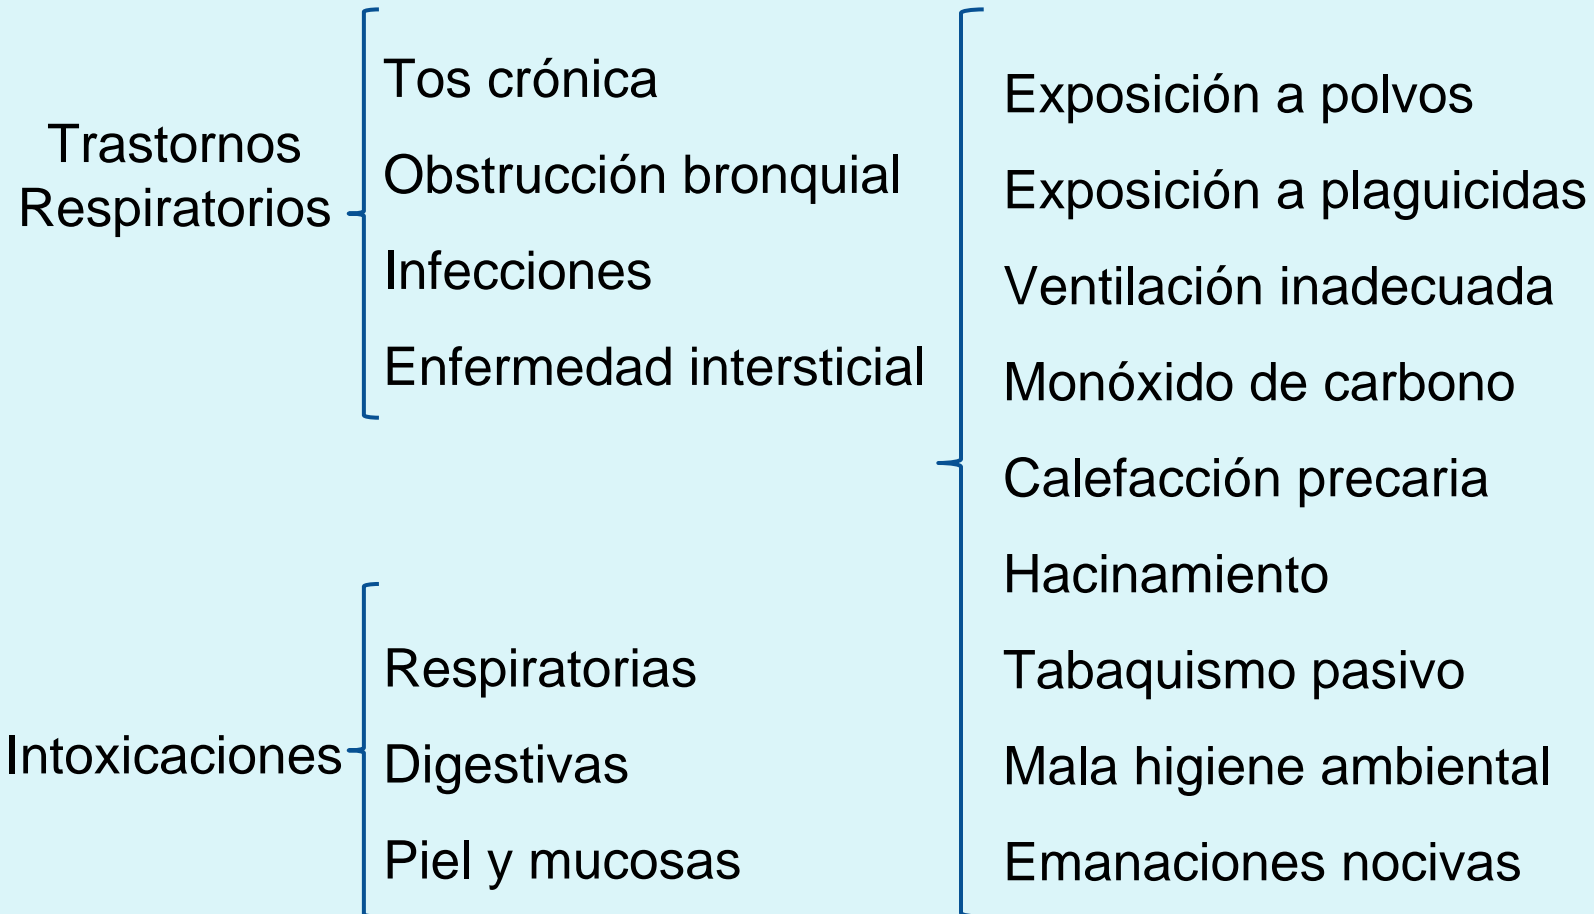 Trastornos
Respiratorios
Tos crónica
Obstrucción bronquial
Infecciones
Enfermedad intersticial
Intoxicaciones
Respiratorias
Digestivas
Piel y mucosas
Exposición a polvos
Exposición a plaguicidas
Ventilación inadecuada
Monóxido de carbono
Calefacción precaria
Hacinamiento
Tabaquismo pasivo
Mala higiene ambiental
Emanaciones nocivas